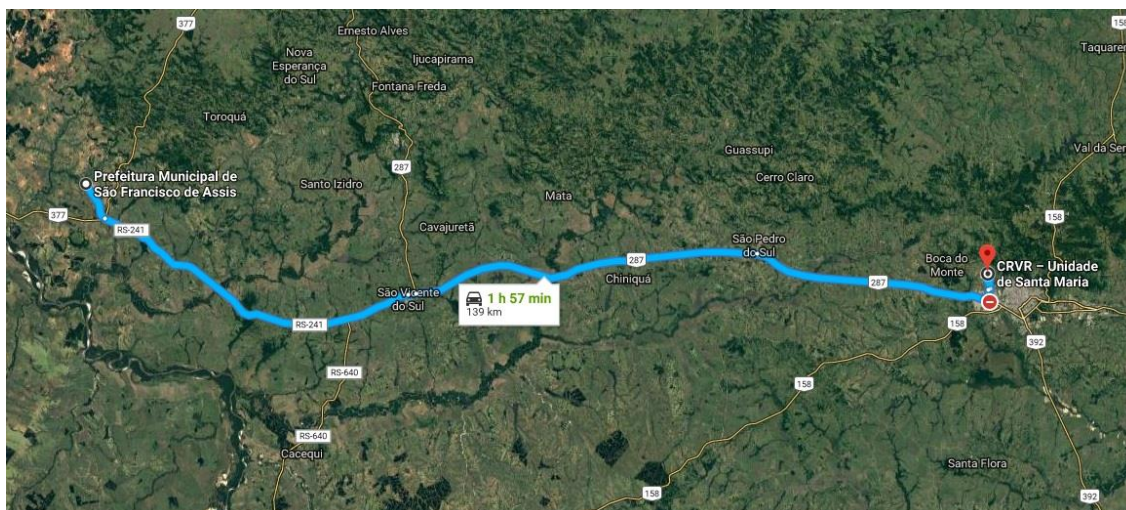 377
158
Ernesto Alves
Taquarem
Nova
Esperança
do Sul
Ijucapirama
Fontana Freda
Toroquá
Guassupi
Val da Ser
287
Cerro Claro
Prefeitura Municipal de
São Francisco de Assis
Santo Izidro
Mata
377
RS-241
Cavajuretã
158
São Pedro
do Sul
287
Boca do
Monte
CRVR – Unidade
de Santa Maria
Chiniquá
287
São Vicente
do Sul
1 h 57 min
139 km
RS-241
158
392
RS-640
158
RS-640
Cacequi
Santa Flora
158
392